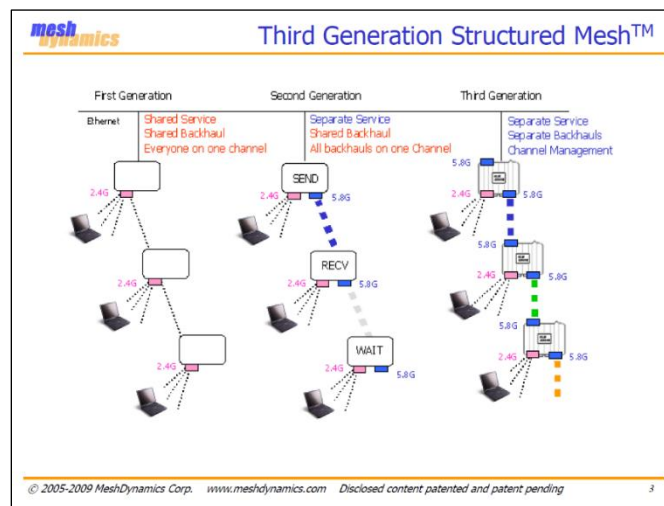 mesh
dynamics
Third Generation Structured Mesh™
First Generation
Second Generation
Third Generation
Ethernet
Shared Service
Shared Backhaul
Everyone on one channel
Separate Service
Shared Backhaul
All backhauls on one Channel
Separate Service
Separate Backhauls
Channel Management
2.4G
2.4G
2.4G
SEND
2.4G
5.8G
RECV
2.4G
5.8G
WAIT
2.4G
5.8G
5.8G
2.4G
5.8G
5.8G
2.4G
5.8G
5.8G
2.4G
5.8G
© 2005-2009 MeshDynamics Corp. www.meshdynamics.com Disclosed content patented and patent pending 3